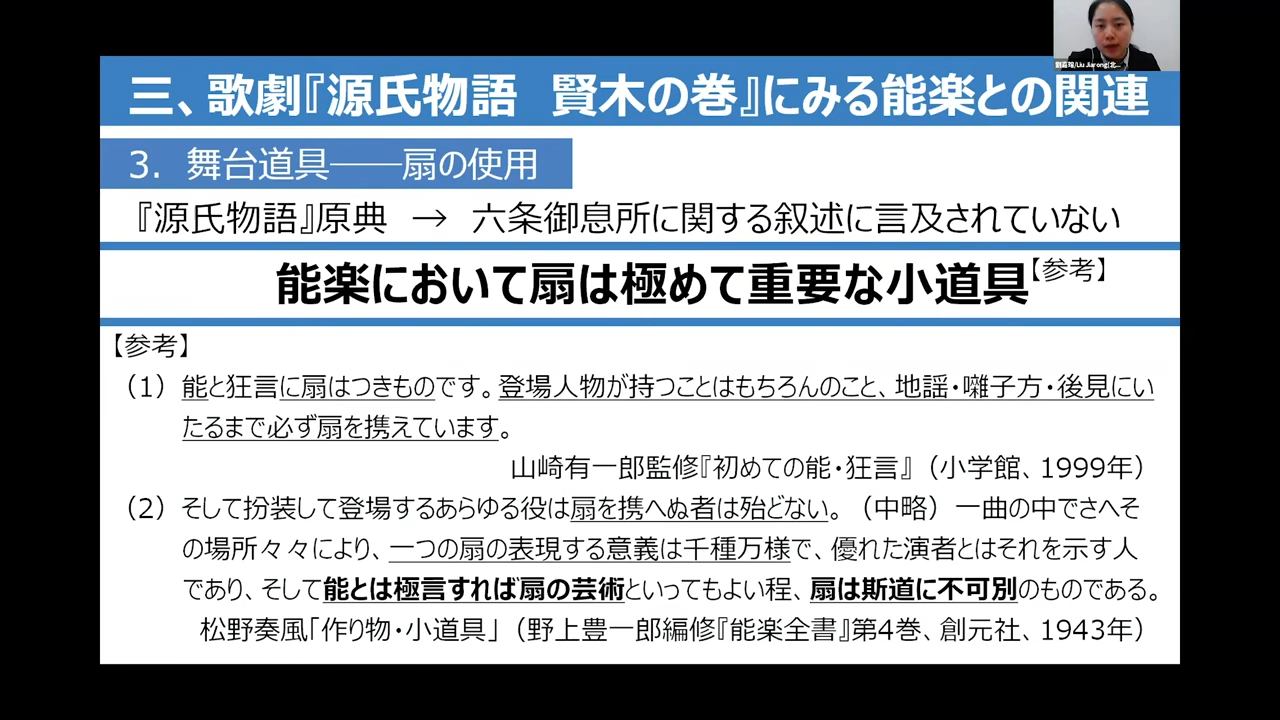 劉嘉瑢/Liu Jiarong(北...
三、歌劇『源氏物語　賢木の巻』にみる能楽との関連
3．舞台道具――扇の使用
『源氏物語』原典　→　六条御息所に関する叙述に言及されていない
能楽において扇は極めて重要な小道具【参考】
【参考】
（1）能と狂言に扇はつきものです。登場人物が持つことはもちろんのこと、地謡・囃子方・後見にい
たるまで必ず扇を携えています。
山崎有一郎監修『初めての能・狂言』（小学館、1999年）
（2）そして扮装して登場するあらゆる役は扇を携へぬ者は殆どない。（中略）一曲の中でさへそ
の場所々々により、一つの扇の表現する意義は千種万様で、優れた演者とはそれを示す人
であり、そして能とは極言すれば扇の芸術といってもよい程、扇は斯道に不可別のものである。
松野奏風「作り物・小道具」（野上豊一郎編修『能楽全書』第4巻、創元社、1943年）